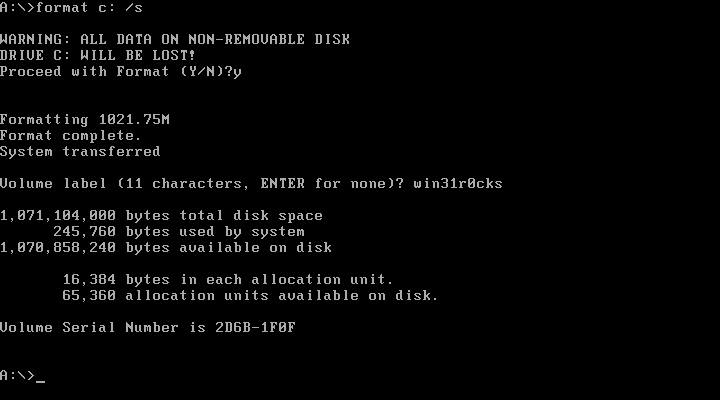 A:\>format c: /s
WARNING: ALL DATA ON NON-REMOVABLE DISK
DRIVE C: WILL BE LOST!
Proceed with Format (Y/N)?y
Formatting 1021.75M
Format complete.
System transferred
Volume label (11 characters, ENTER for none)? win31r0cks
1,071,104,000 bytes total disk space
245,760 bytes used by system
1,070,858,240 bytes available on disk
16,384 bytes in each allocation unit.
65,360 allocation units available on disk.
Volume Serial Number is 2D6B-1F0F
A:\>_